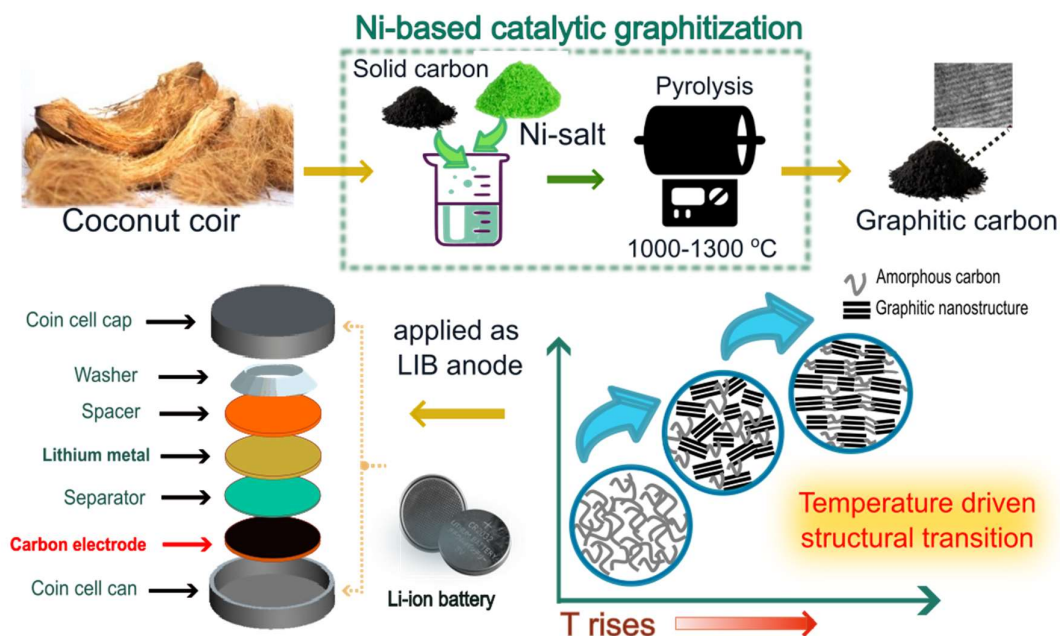 Ni-based catalytic graphitization
Solid carbon
Ni-salt
Pyrolysis
1000-1300 °C
Coconut coir
Graphitic carbon
Coin cell cap
Washer
Spacer
Lithium metal
Separator
Carbon electrode
Coin cell can
applied as
LIB anode
Li-ion battery
Amorphous carbon
Graphitic nanostructure
Temperature driven
structural transition
T rises